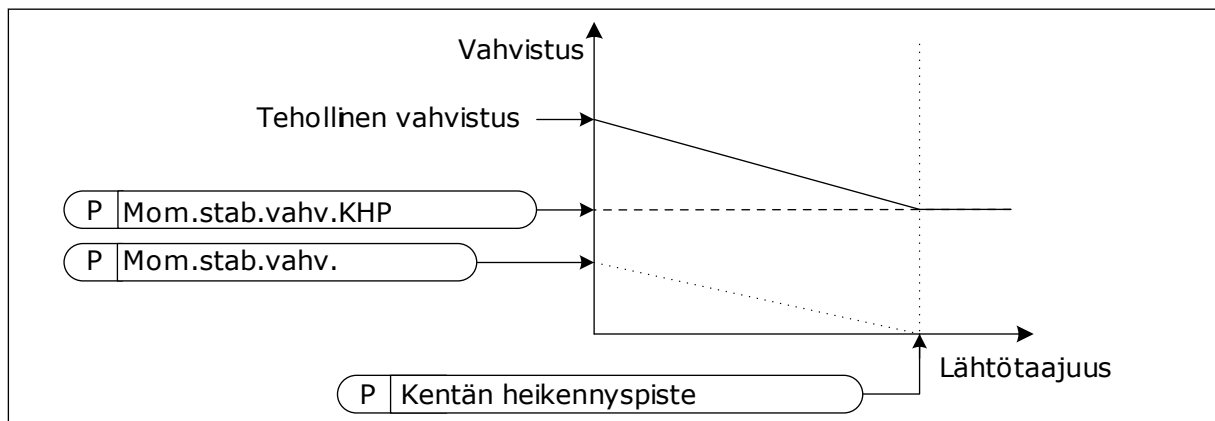 Vahvistus
Tehollinen vahvistus
P Mom.stab.vahv.KHP
P Mom.stab.vahv.
Lähtötaajuus
P Kentän heikennyspiste